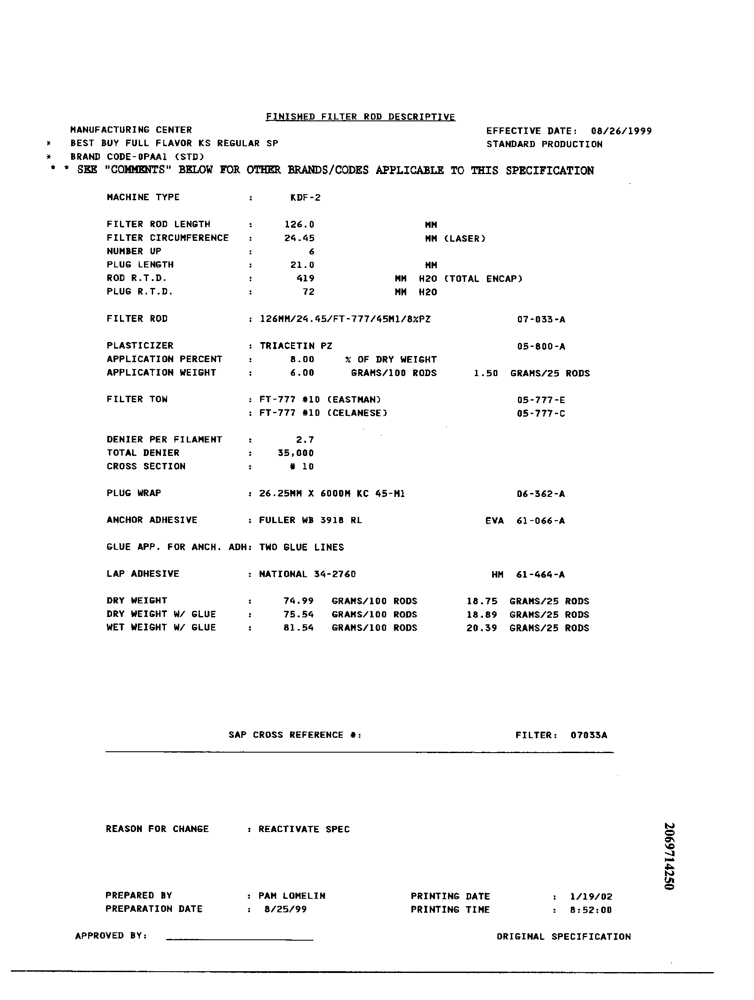 FINISHED FILTER ROD DESCRIPTIVE
MANUFACTURING CENTER EFFECTIVE DATE: 08/26/1999
* BEST BUY FULL FLAVOR KS REGULAR SP STANDARD PRODUCTION
* BRAND CODE-0PAA1 (STD)
* * SEE "COMMENTS" BELOW FOR OTHER BRANDS/CODES APPLICABLE TO THIS SPECIFICATION
MACHINE TYPE : KDF-2
FILTER ROD LENGTH : 126.0 MM
FILTER CIRCUMFERENCE : 24.45 MM (LASER)
NUMBER UP : 6
PLUG LENGTH : 21.0 MM
ROD R.T.D. : 419 MM H2O (TOTAL ENCAP)
PLUG R.T.D. : 72 MM H2O
FILTER ROD : 126MM/24.45/FT-777/45M1/8%PZ 07-033-A
PLASTICIZER : TRIACETIN PZ 05-800-A
APPLICATION PERCENT : 8.00 % OF DRY WEIGHT
APPLICATION WEIGHT : 6.00 GRAMS/100 RODS 1.50 GRAMS/25 RODS
FILTER TOW : FT-777 #10 (EASTMAN) 05-777-E
: FT-777 #10 (CELANESE) 05-777-C
DENIER PER FILAMENT : 2.7
TOTAL DENIER : 35,000
CROSS SECTION : # 10
PLUG WRAP : 26.25MM X 6000M KC 45-M1 06-362-A
ANCHOR ADHESIVE : FULLER WB 3918 RL EVA 61-066-A
GLUE APP. FOR ANCH. ADH: TWO GLUE LINES
LAP ADHESIVE : NATIONAL 34-2760 HM 61-464-A
DRY WEIGHT : 74.99 GRAMS/100 RODS 18.75 GRAMS/25 RODS
DRY WEIGHT W/ GLUE : 75.54 GRAMS/100 RODS 18.89 GRAMS/25 RODS
WET WEIGHT W/ GLUE : 81.54 GRAMS/100 RODS 20.39 GRAMS/25 RODS
SAP CROSS REFERENCE #: FILTER: 07033A
REASON FOR CHANGE : REACTIVATE SPEC
2069714250
PREPARED BY : PAM LOMELIN PRINTING DATE : 1/19/02
PREPARATION DATE : 8/25/99 PRINTING TIME : 8:52:00
APPROVED BY: ORIGINAL SPECIFICATION